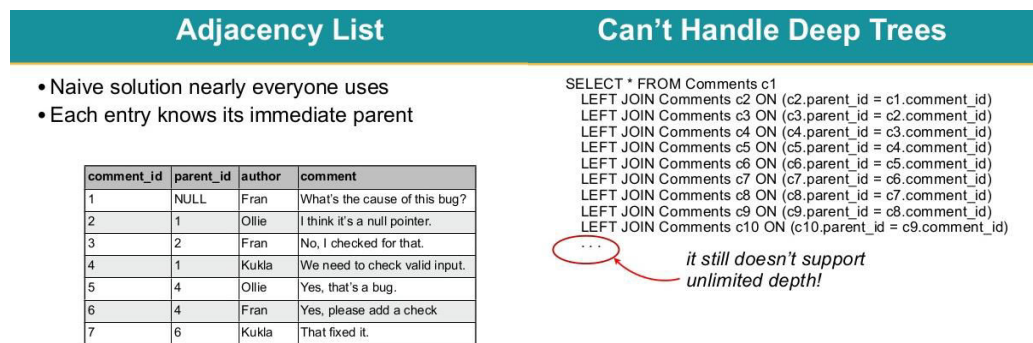 Adjacency List
• Naive solution nearly everyone uses
• Each entry knows its immediate parent
comment_id parent_id author comment
1 NULL Fran What's the cause of this bug?
2 1 Ollie I think it's a null pointer.
3 2 Fran No, I checked for that.
4 1 Kukla We need to check valid input.
5 4 Ollie Yes, that's a bug.
6 4 Fran Yes, please add a check
7 6 Kukla That fixed it.
Can't Handle Deep Trees
SELECT * FROM Comments c1
LEFT JOIN Comments c2 ON (c2.parent_id = c1.comment_id)
LEFT JOIN Comments c3 ON (c3.parent_id = c2.comment_id)
LEFT JOIN Comments c4 ON (c4.parent_id = c3.comment_id)
LEFT JOIN Comments c5 ON (c5.parent_id = c4.comment_id)
LEFT JOIN Comments c6 ON (c6.parent_id = c5.comment_id)
LEFT JOIN Comments c7 ON (c7.parent_id = c6.comment_id)
LEFT JOIN Comments c8 ON (c8.parent_id = c7.comment_id)
LEFT JOIN Comments c9 ON (c9.parent_id = c8.comment_id)
LEFT JOIN Comments c10 ON (c10.parent_id = c9.comment_id)
. . .
it still doesn't support
unlimited depth!